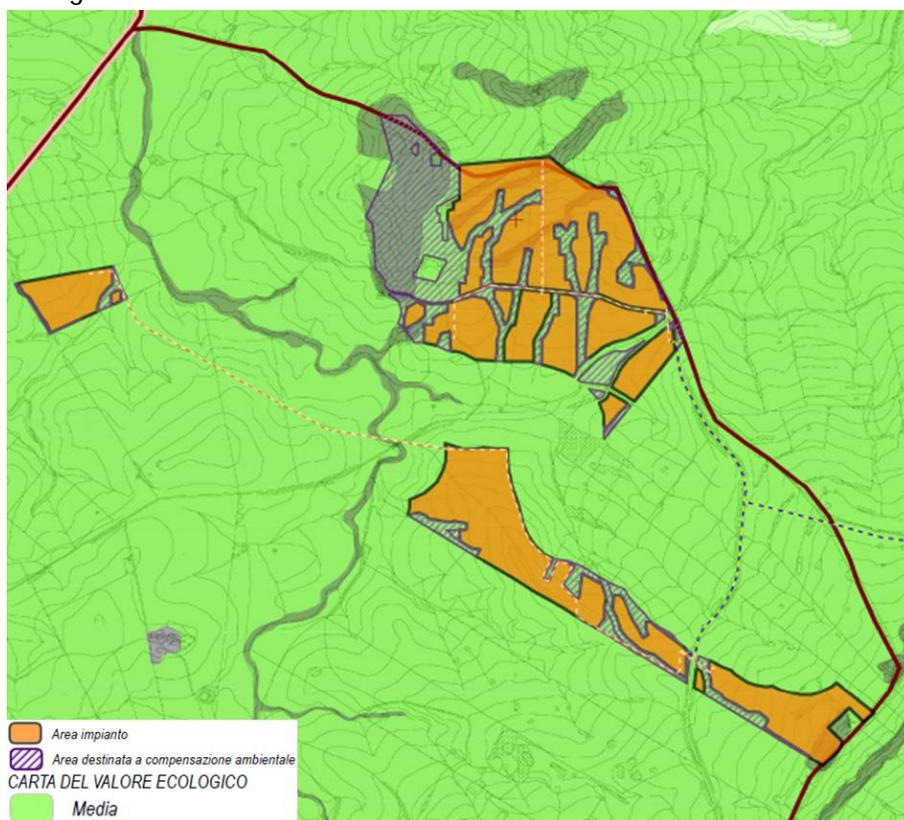 Area impianto
Area destinata a compensazione ambientale
CARTA DEL VALORE ECOLOGICO
Media